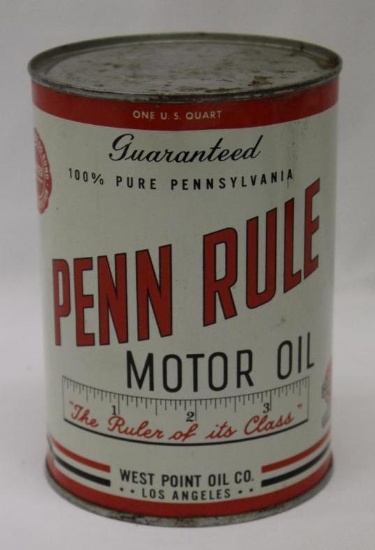 ONE U.S. QUART
Guaranteed
100% PURE PENNSYLVANIA
PENN RULE
MOTOR OIL
1 2 3
"The Ruler of its Class"
WEST POINT OIL CO.
•• LOS ANGELES ••